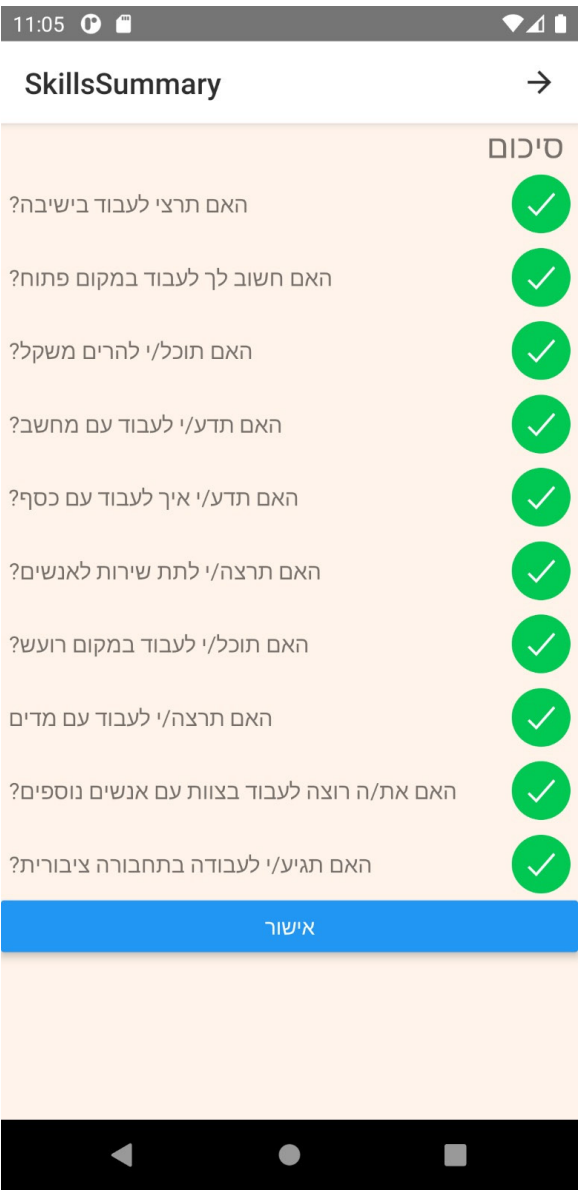 11:05
SkillsSummary
סיכום
האם תרצי לעבוד בישיבה?
האם חשוב לך לעבוד במקום פתוח?
האם תוכל/י להרים משקל?
האם תדע/י לעבוד עם מחשב?
האם תדע/י איך לעבוד עם כסף?
האם תרצה/י לתת שירות לאנשים?
האם תוכל/י לעבוד במקום רועש?
האם תרצה/י לעבוד עם מדים
האם את/ה רוצה לעבוד בצוות עם אנשים נוספים?
האם תגיע/י לעבודה בתחבורה ציבורית?
אישור